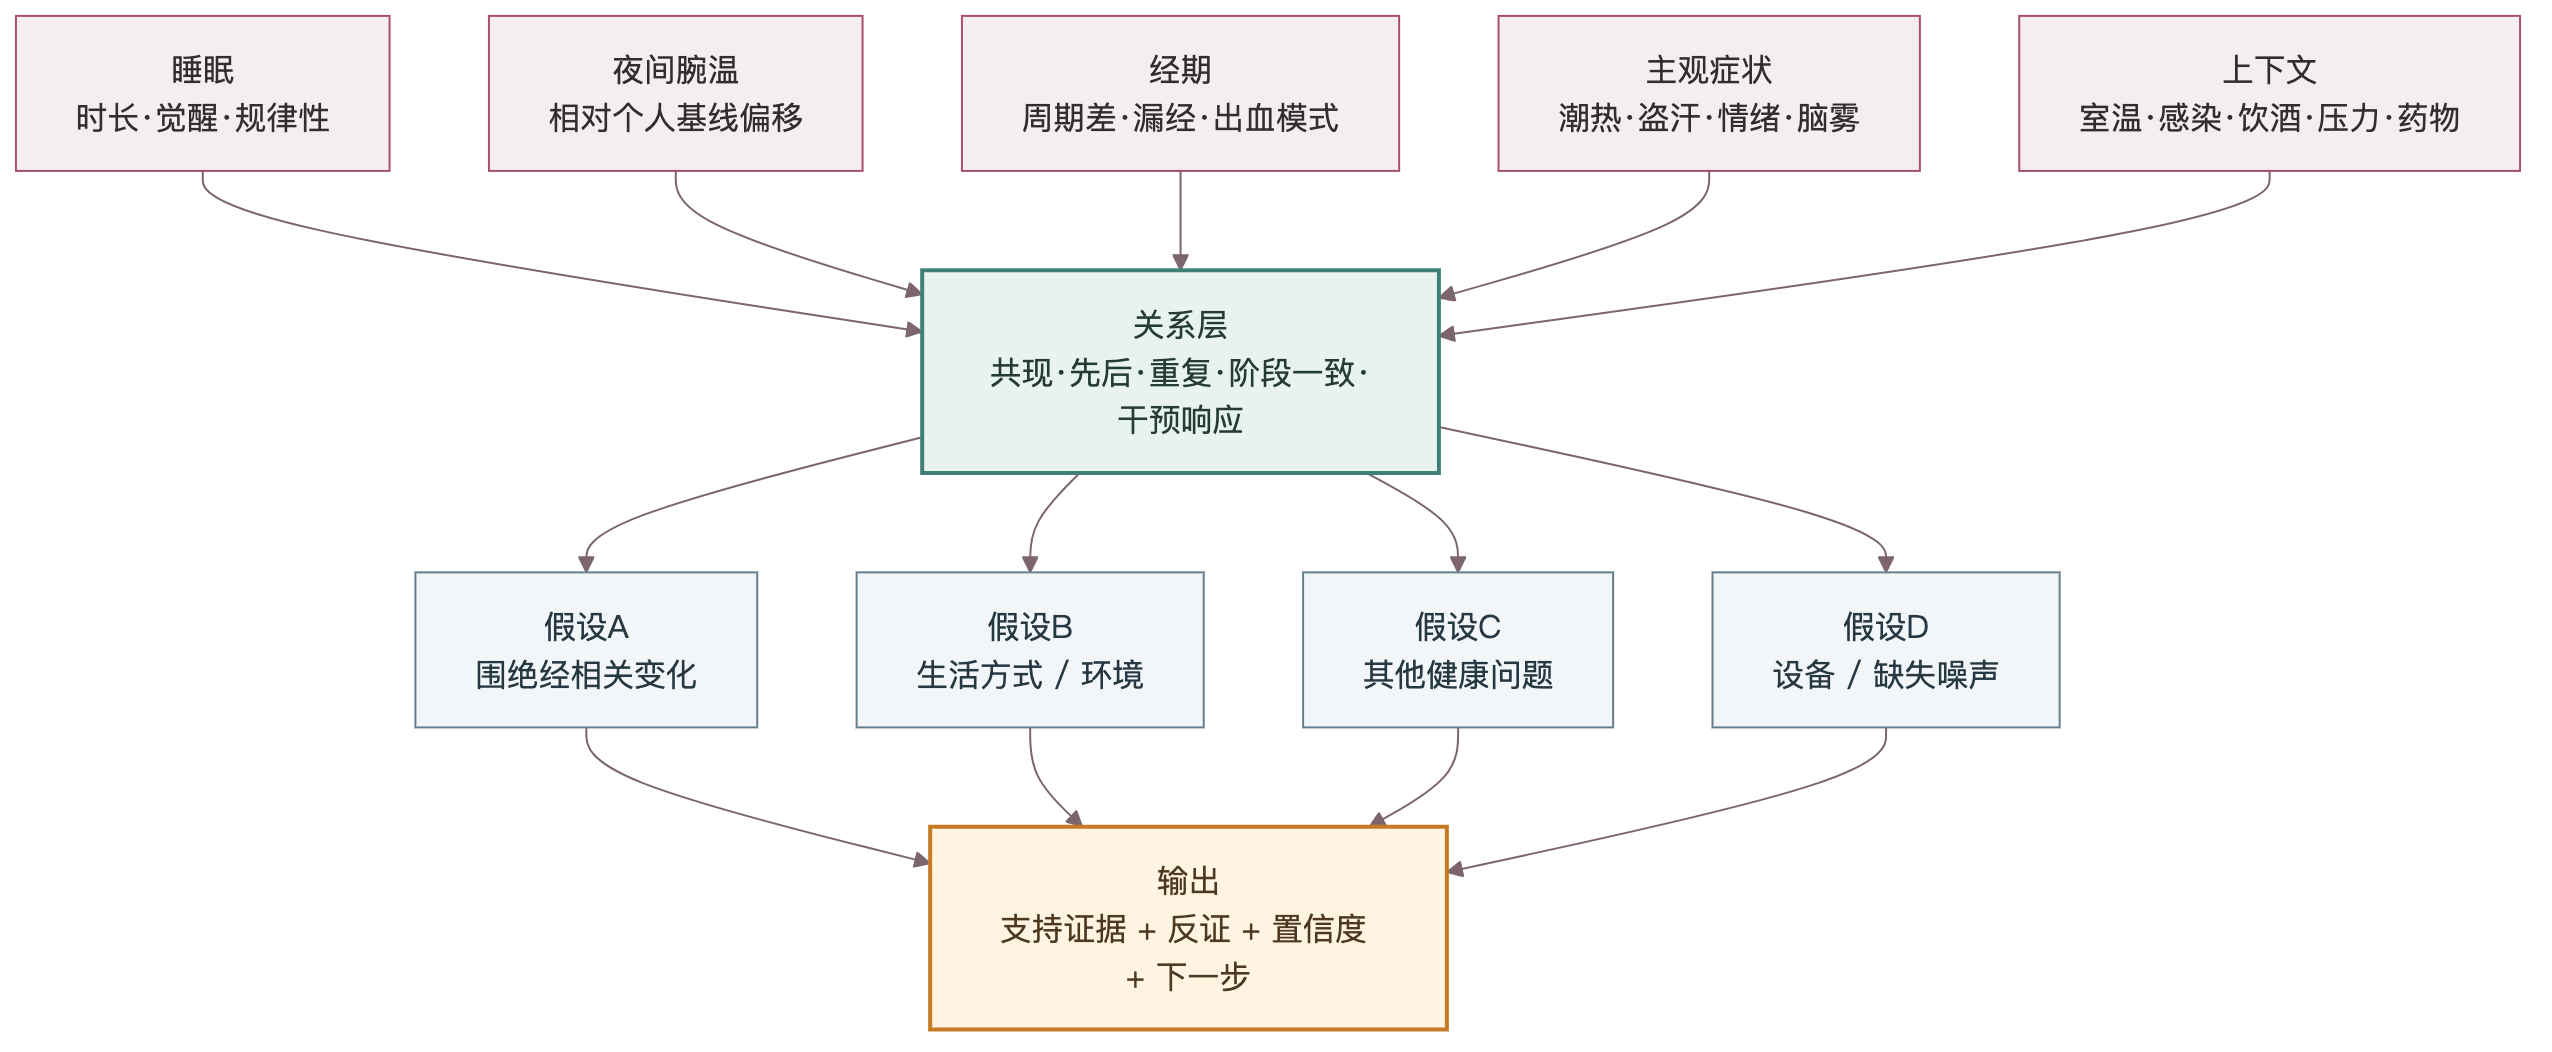 睡眠
时长·觉醒·规律性
夜间腕温
相对个人基线偏移
经期
周期差·漏经·出血模式
主观症状
潮热·盗汗·情绪·脑雾
上下文
室温·感染·饮酒·压力·药物
关系层
共现·先后·重复·阶段一致·
干预响应
假设A
围绝经相关变化
假设B
生活方式 / 环境
假设C
其他健康问题
假设D
设备 / 缺失噪声
输出
支持证据 + 反证 + 置信度
+ 下一步